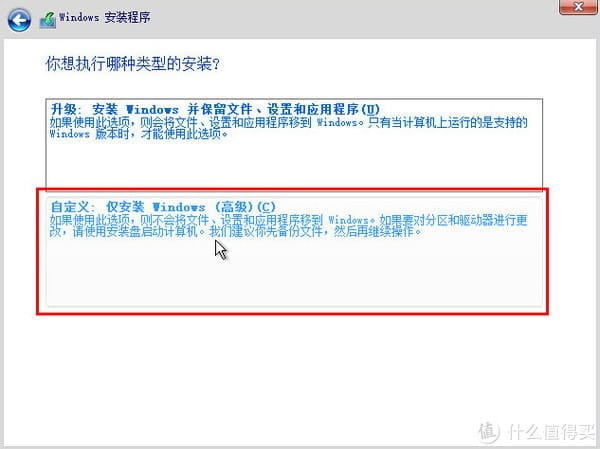 Windows 安装程序
你想执行哪种类型的安装?
升级: 安装 Windows 并保留文件、设置和应用程序(U)
如果使用此选项，则会将文件、设置和应用程序移到 Windows。只有当计算机上运行的是支持的
Windows 版本时，才能使用此选项。
自定义: 仅安装 Windows (高级)(C)
如果使用此选项，则不会将文件、设置和应用程序移到 Windows。如果要对分区和驱动器进行更
改，请使用安装盘启动计算机。我们建议你先备份文件，然后再继续操作。
值 什么值得买